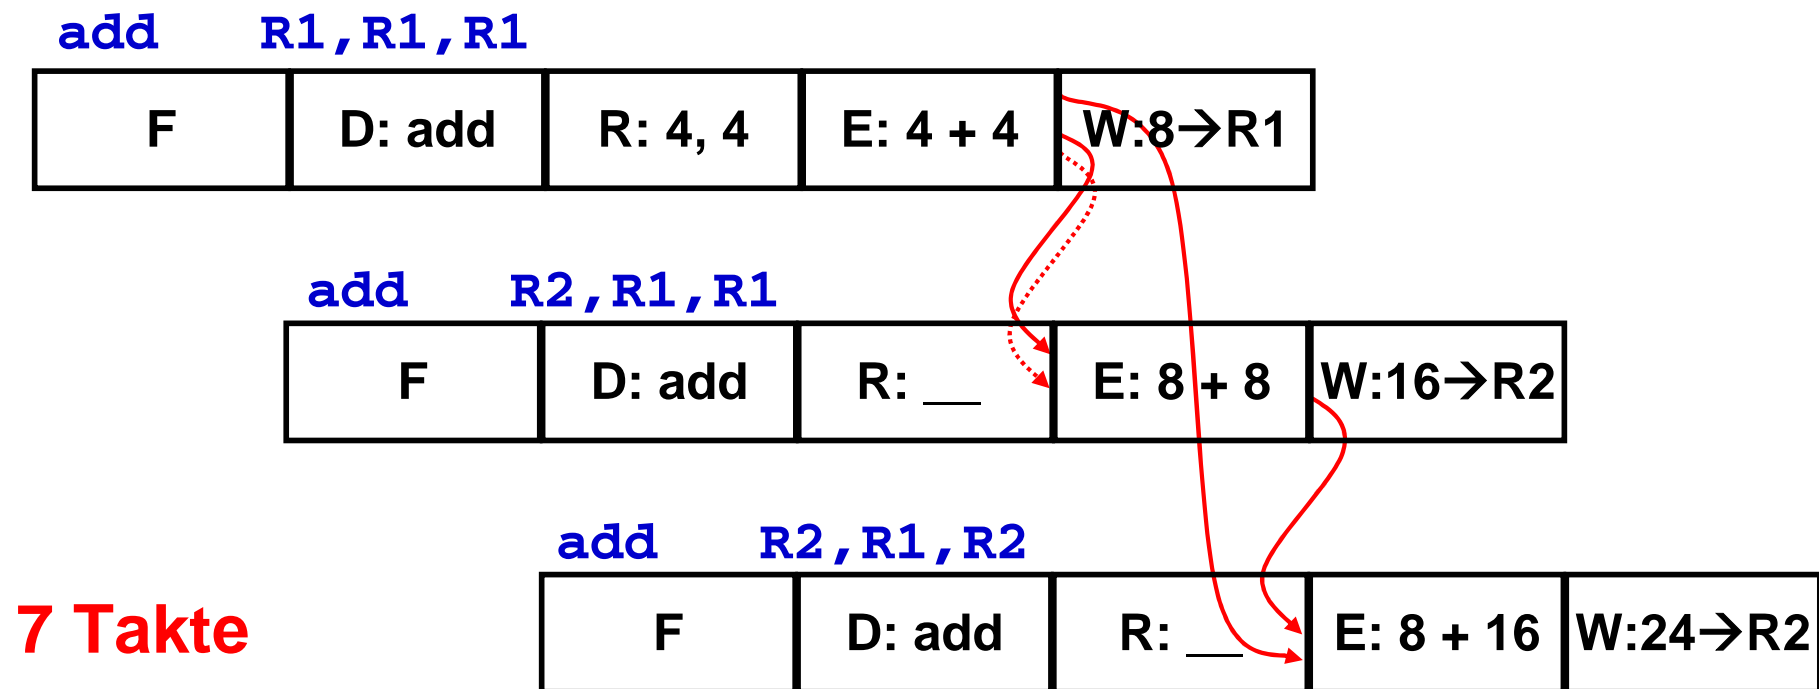 add R1,R1,R1
F D: add R: 4, 4 E: 4 + 4 W:8→R1
add R2,R1,R1
F D: add R: __ E: 8 + 8 W:16→R2
add R2,R1,R2
7 Takte F D: add R: __ E: 8 + 16 W:24→R2